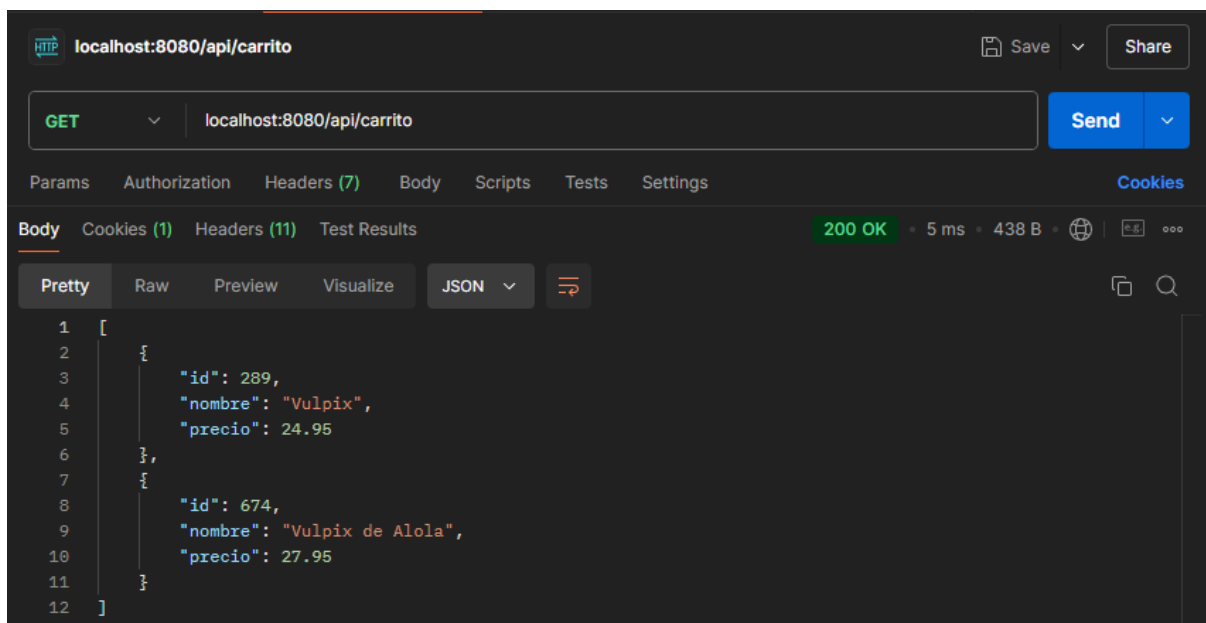 HTTP localhost:8080/api/carrito Save Share
GET localhost:8080/api/carrito Send
Params Authorization Headers (7) Body Scripts Tests Settings Cookies
Body Cookies (1) Headers (11) Test Results 200 OK • 5 ms • 438 B • e.g. ooo
Pretty Raw Preview Visualize JSON
1 [
2 {
3 "id": 289,
4 "nombre": "Vulpix",
5 "precio": 24.95
6 },
7 {
8 "id": 674,
9 "nombre": "Vulpix de Alola",
10 "precio": 27.95
11 }
12 ]